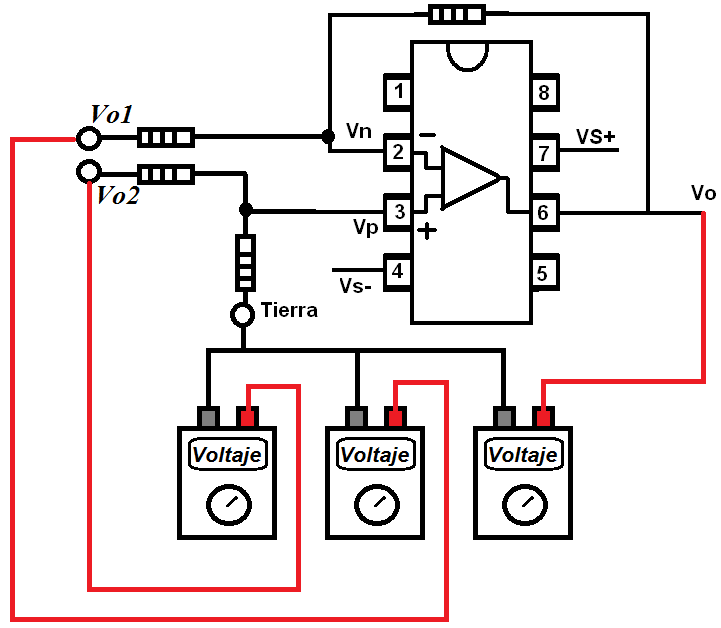 Vo1
Vo2
Vn
Vp
1
2
3
4
8
7
6
5
−
+
VS+
Vs-
Vo
Tierra
Voltaje
Voltaje
Voltaje